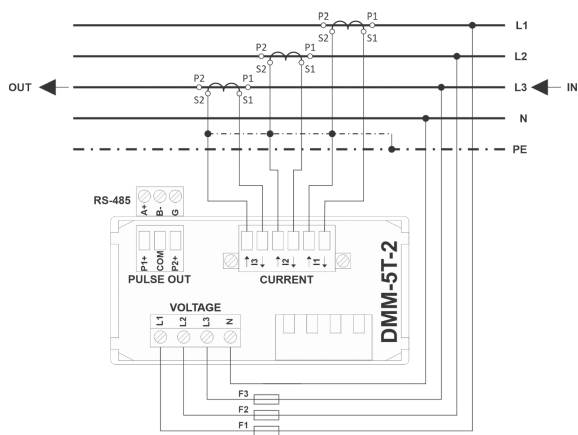 P2 P1 L1
S2 S1
P2 P1 L2
S2 S1
P2 P1
OUT L3 IN
S2 S1
N
PE
RS-485 A+ B- G
P1+ COM P2+
PULSE OUT
I3 I2 I1
CURRENT
DMM-5T-2
VOLTAGE
L1 L2 L3 N
F3
F2
F1